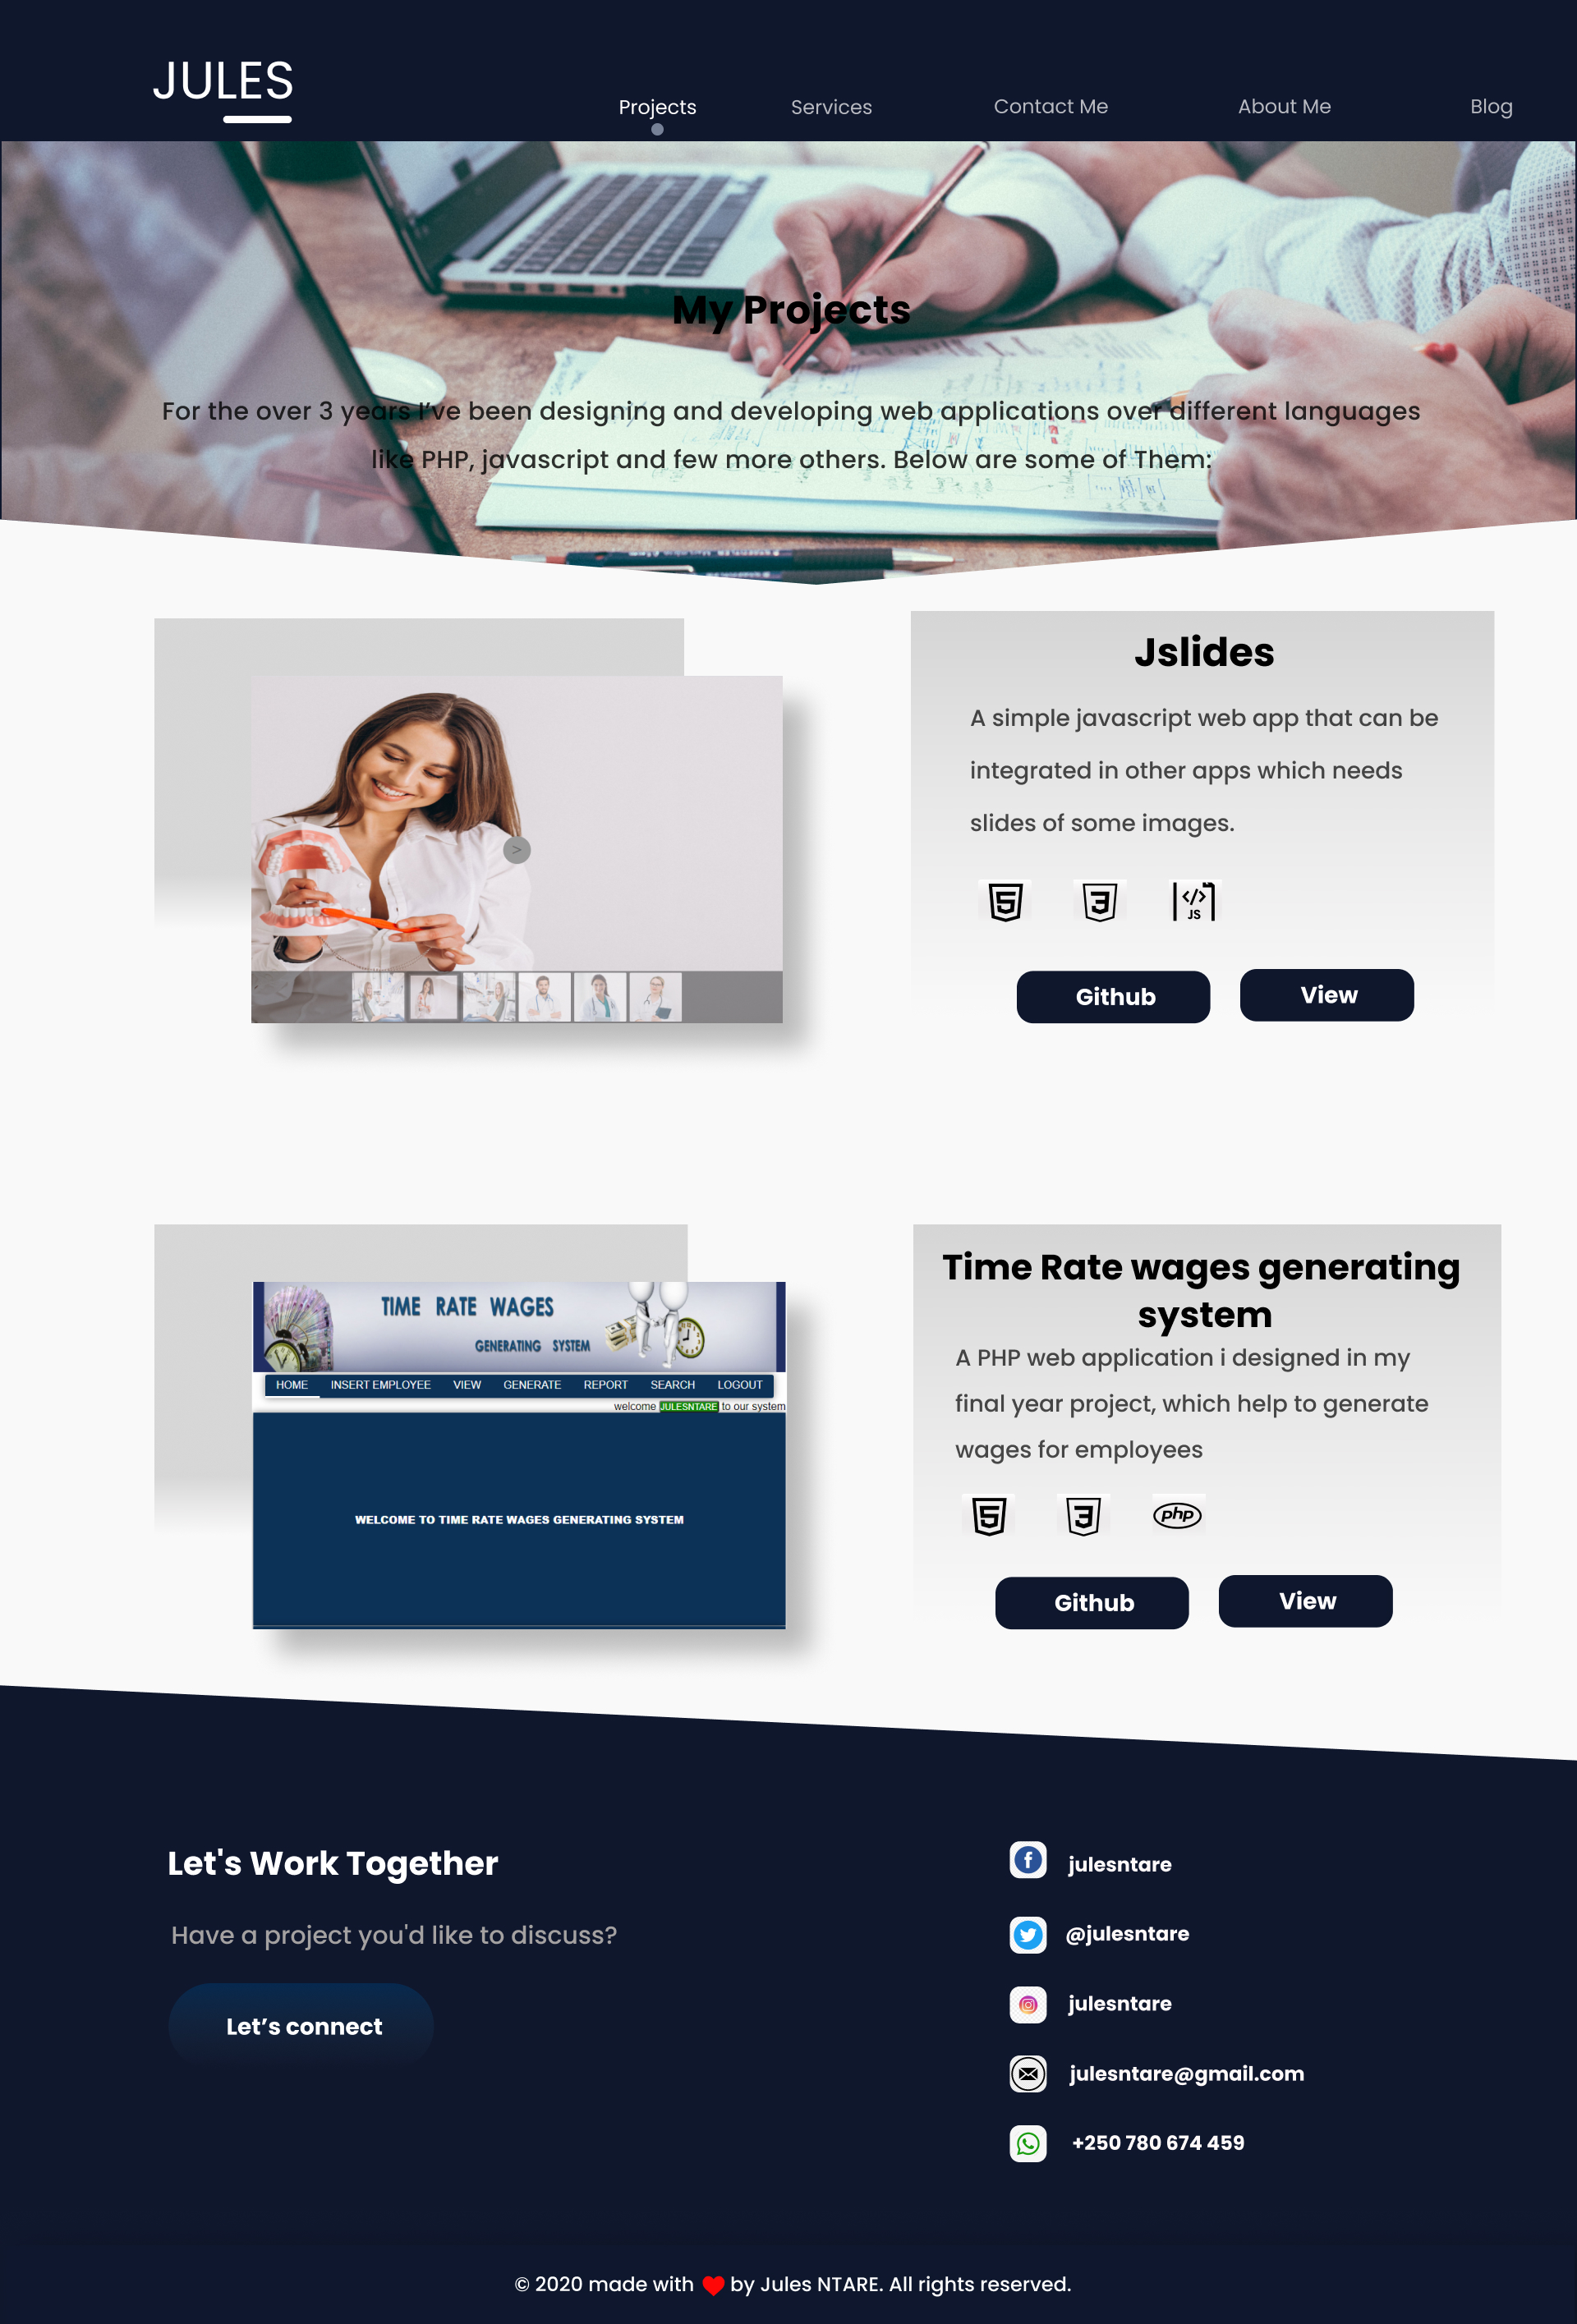 JULES
Projects
Services
Contact Me
About Me
Blog
My Projects
For the over 3 years I’ve been designing and developing web applications over different languages
like PHP, javascript and few more others. Below are some of Them:
>
Jslides
A simple javascript web app that can be
integrated in other apps which needs
slides of some images.
5
3
</>
JS
Github
View
TIME RATE WAGES
GENERATING SYSTEM
HOME
INSERT EMPLOYEE
VIEW
GENERATE
REPORT
SEARCH
LOGOUT
welcome JULESNTARE to our system
WELCOME TO TIME RATE WAGES GENERATING SYSTEM
Time Rate wages generating
system
A PHP web application i designed in my
final year project, which help to generate
wages for employees
5
3
php
Github
View
Let's Work Together
Have a project you'd like to discuss?
Let’s connect
f
julesntare
@julesntare
julesntare
julesntare@gmail.com
+250 780 674 459
© 2020 made with ❤ by Jules NTARE. All rights reserved.